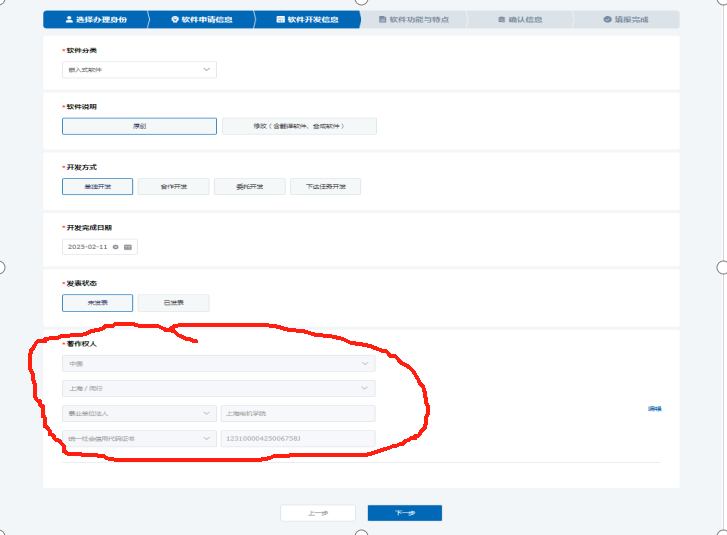 选择办理身份 软件申请信息 软件开发信息 软件功能与特点 确认信息 填报完成
*软件分类
嵌入式软件
*软件说明
原创 修改（含翻译软件、合成软件）
*开发方式
单独开发 合作开发 委托开发 下达任务开发
*开发完成日期
2025-02-11
*发表状态
未发表 已发表
*著作权人
中国
上海 / 闵行
事业单位法人 上海电机学院
编辑
统一社会信用代码证书
上一步 下一步